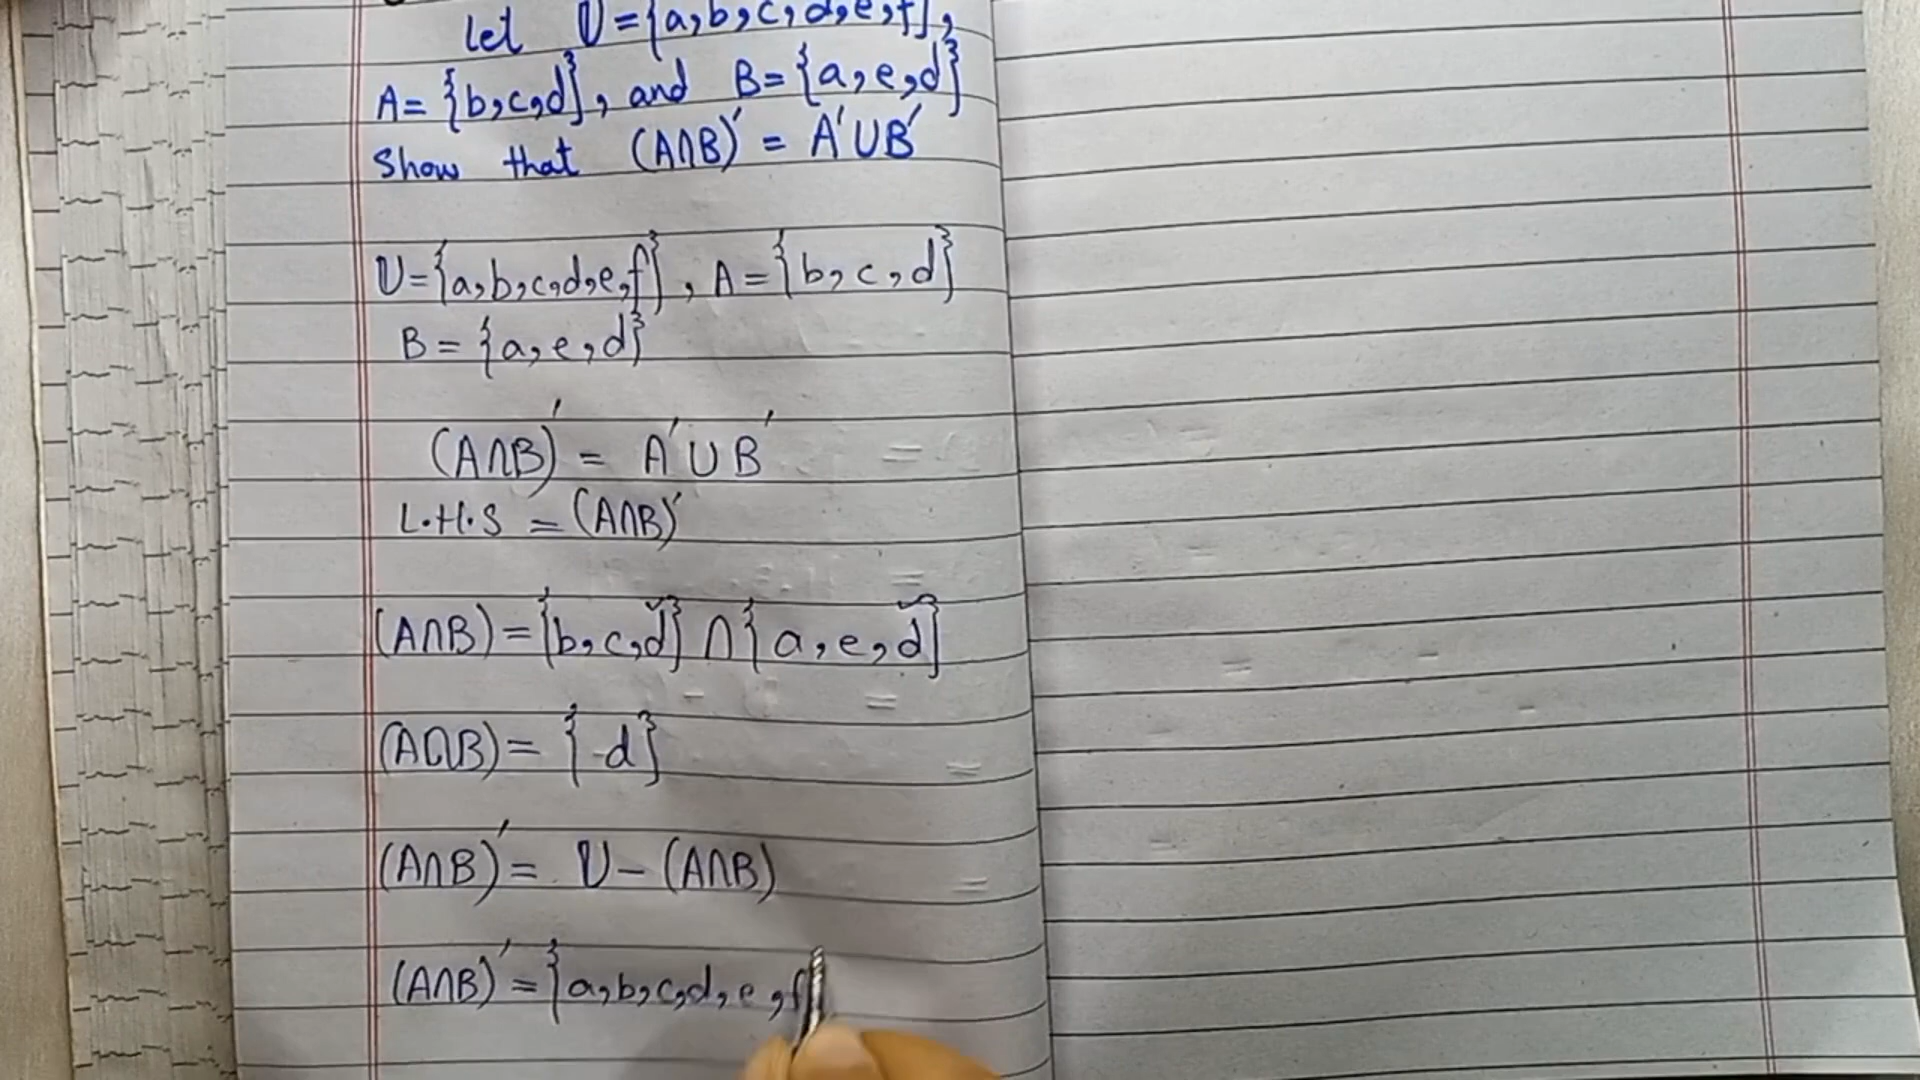 Let U={a,b,c,d,e,f},
A={b,c,d}, and B={a,e,d}
Show that (A∩B)' = A'∪B'
U={a,b,c,d,e,f}, A={b,c,d}
B={a,e,d}
(A∩B)' = A'∪B'
L.H.S = (A∩B)'
(A∩B)={b,c,d}∩{a,e,d}
(A∩B)={d}
(A∩B)' = U-(A∩B)
(A∩B)' = {a,b,c,d,e,f